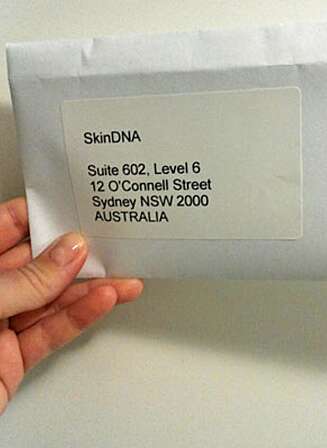 SkinDNA
Suite 602, Level 6
12 O'Connell Street
Sydney NSW 2000
AUSTRALIA